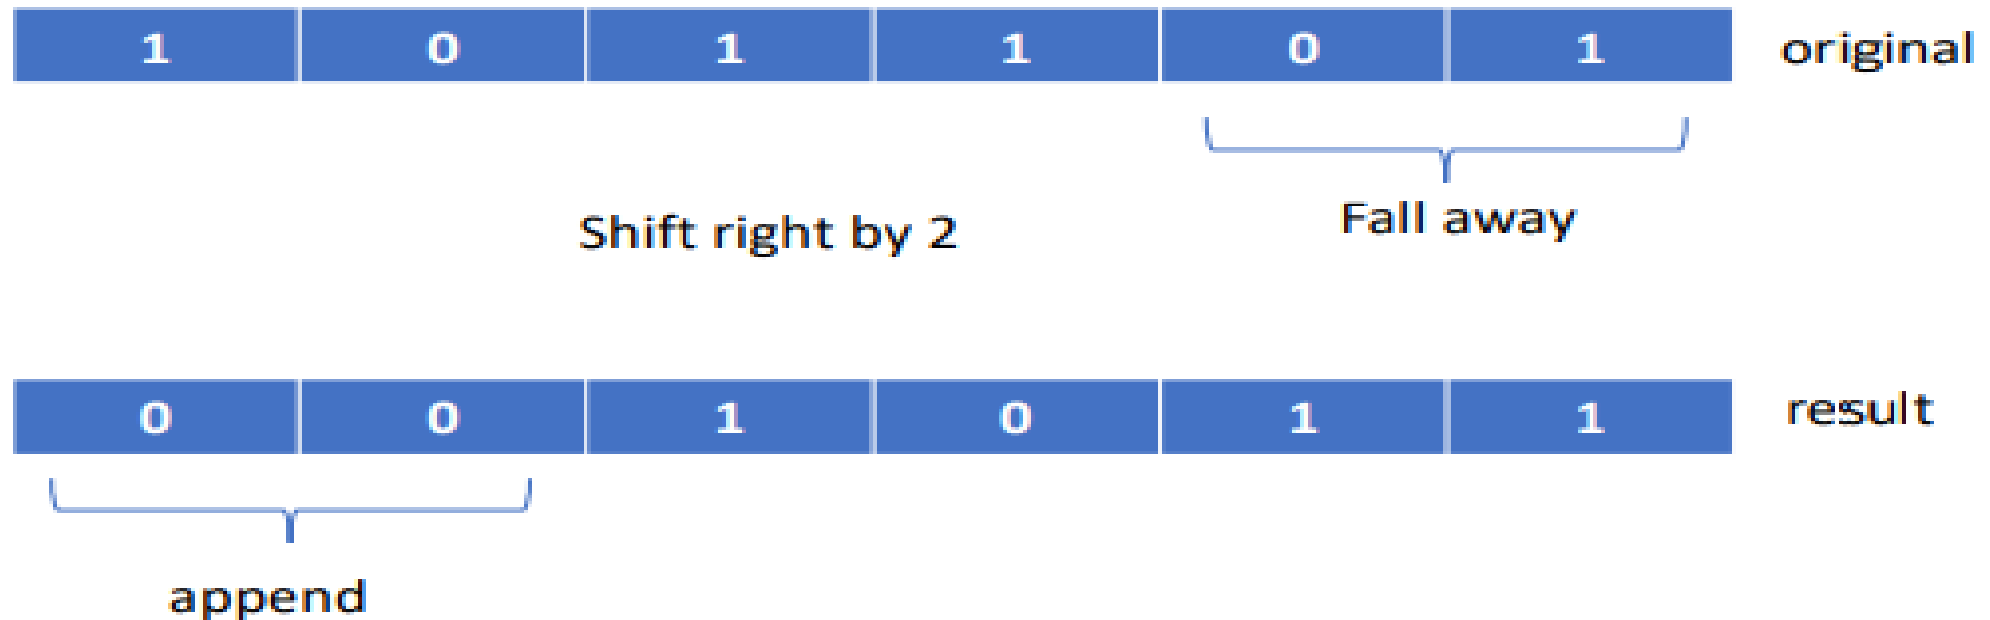 1 0 1 1 0 1 original
Shift right by 2 Fall away
0 0 1 0 1 1 result
append